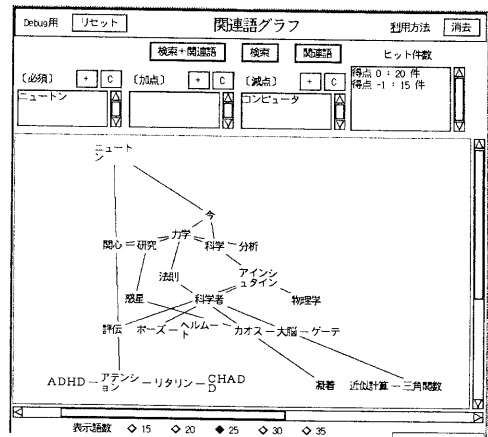 Debug用 リセット 関連語グラフ 利用方法 消去
検索＋関連語 検索 関連語 ヒット件数
〔必須〕 + C 〔加点〕 + C 〔減点〕 + C
得点 0 : 20 件
得点 -1 : 15 件
ニュートン コンピュータ
ニュート
ン
今
関心 研究 力学 科学 分析
法則 アインシ
ュタイン
惑星 科学者 物理学
評伝 ボーズ ヘルムー
ト カオス 大脳 ゲーテ
ADHD アテンシ
ョン リタリン CHAD
D 凝着 近似計算 三角関数
表示語数 ◇ 15 ◇ 20 ◆ 25 ◇ 30 ◇ 35